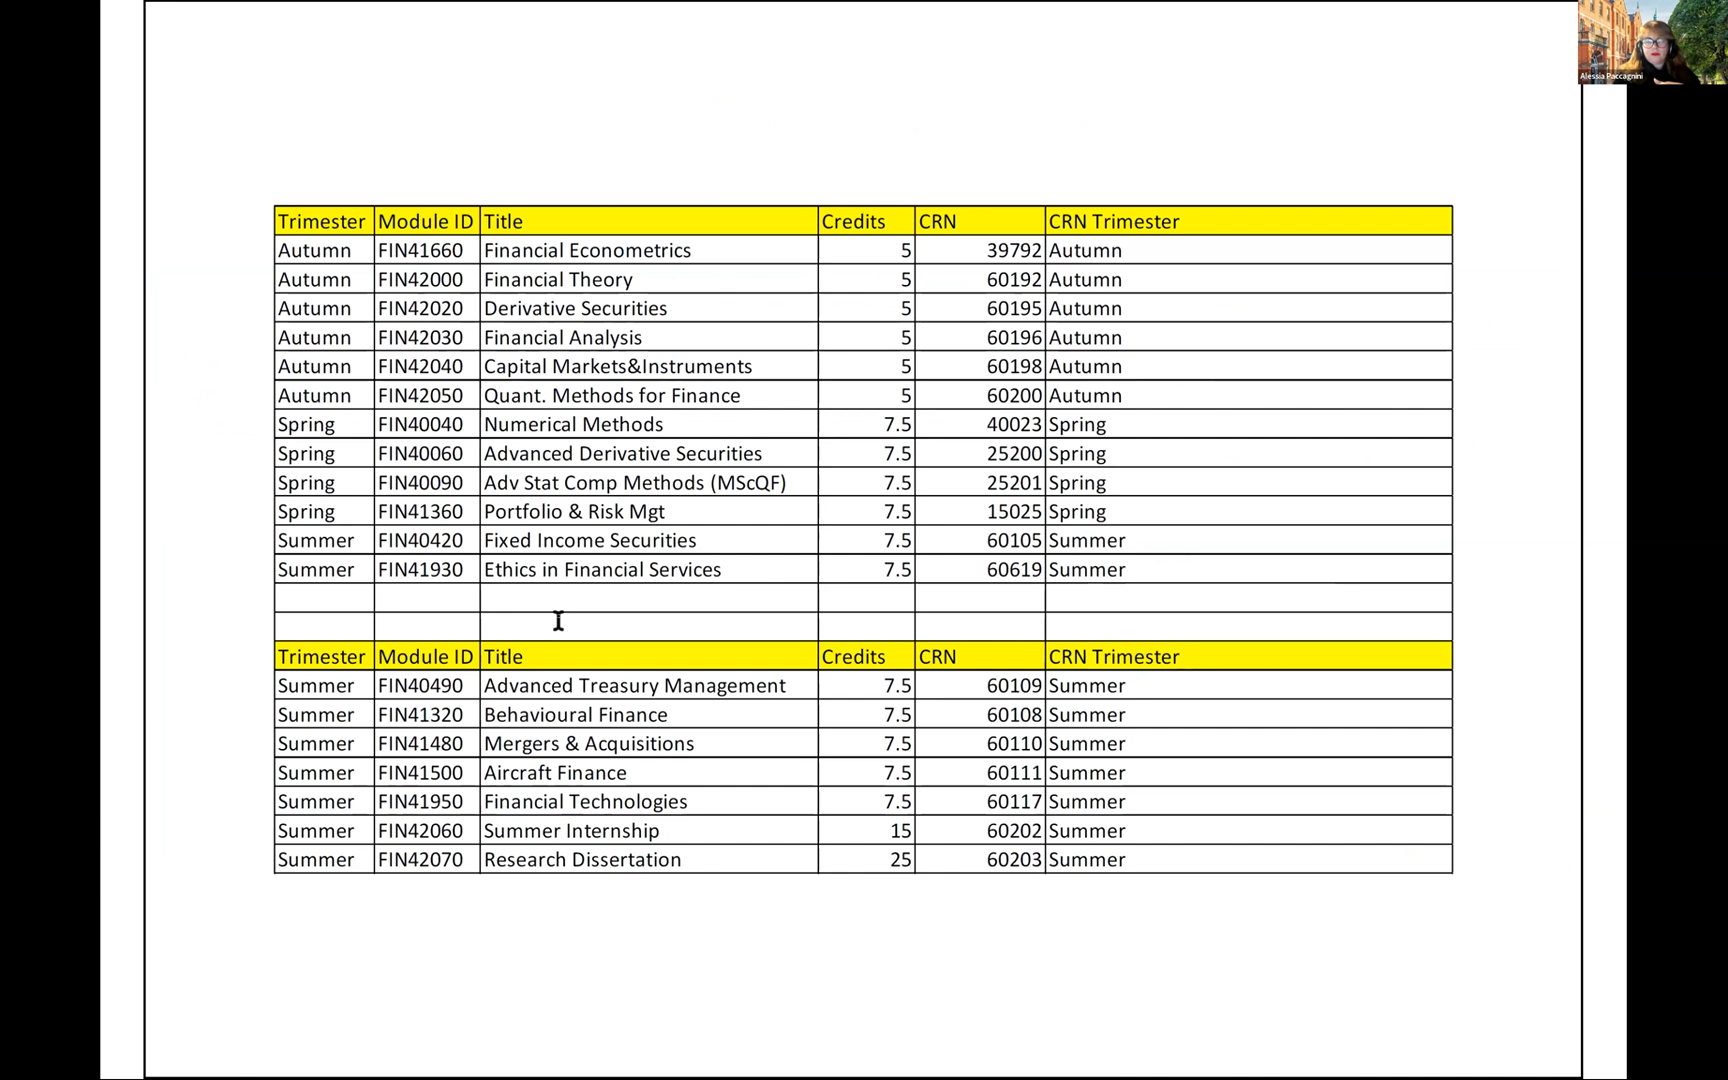 Alessia Paccagnini
Trimester Module ID Title Credits CRN CRN Trimester
Autumn FIN41660 Financial Econometrics 5 39792 Autumn
Autumn FIN42000 Financial Theory 5 60192 Autumn
Autumn FIN42020 Derivative Securities 5 60195 Autumn
Autumn FIN42030 Financial Analysis 5 60196 Autumn
Autumn FIN42040 Capital Markets&Instruments 5 60198 Autumn
Autumn FIN42050 Quant. Methods for Finance 5 60200 Autumn
Spring FIN40040 Numerical Methods 7.5 40023 Spring
Spring FIN40060 Advanced Derivative Securities 7.5 25200 Spring
Spring FIN40090 Adv Stat Comp Methods (MScQF) 7.5 25201 Spring
Spring FIN41360 Portfolio & Risk Mgt 7.5 15025 Spring
Summer FIN40420 Fixed Income Securities 7.5 60105 Summer
Summer FIN41930 Ethics in Financial Services 7.5 60619 Summer
Trimester Module ID Title Credits CRN CRN Trimester
Summer FIN40490 Advanced Treasury Management 7.5 60109 Summer
Summer FIN41320 Behavioural Finance 7.5 60108 Summer
Summer FIN41480 Mergers & Acquisitions 7.5 60110 Summer
Summer FIN41500 Aircraft Finance 7.5 60111 Summer
Summer FIN41950 Financial Technologies 7.5 60117 Summer
Summer FIN42060 Summer Internship 15 60202 Summer
Summer FIN42070 Research Dissertation 25 60203 Summer